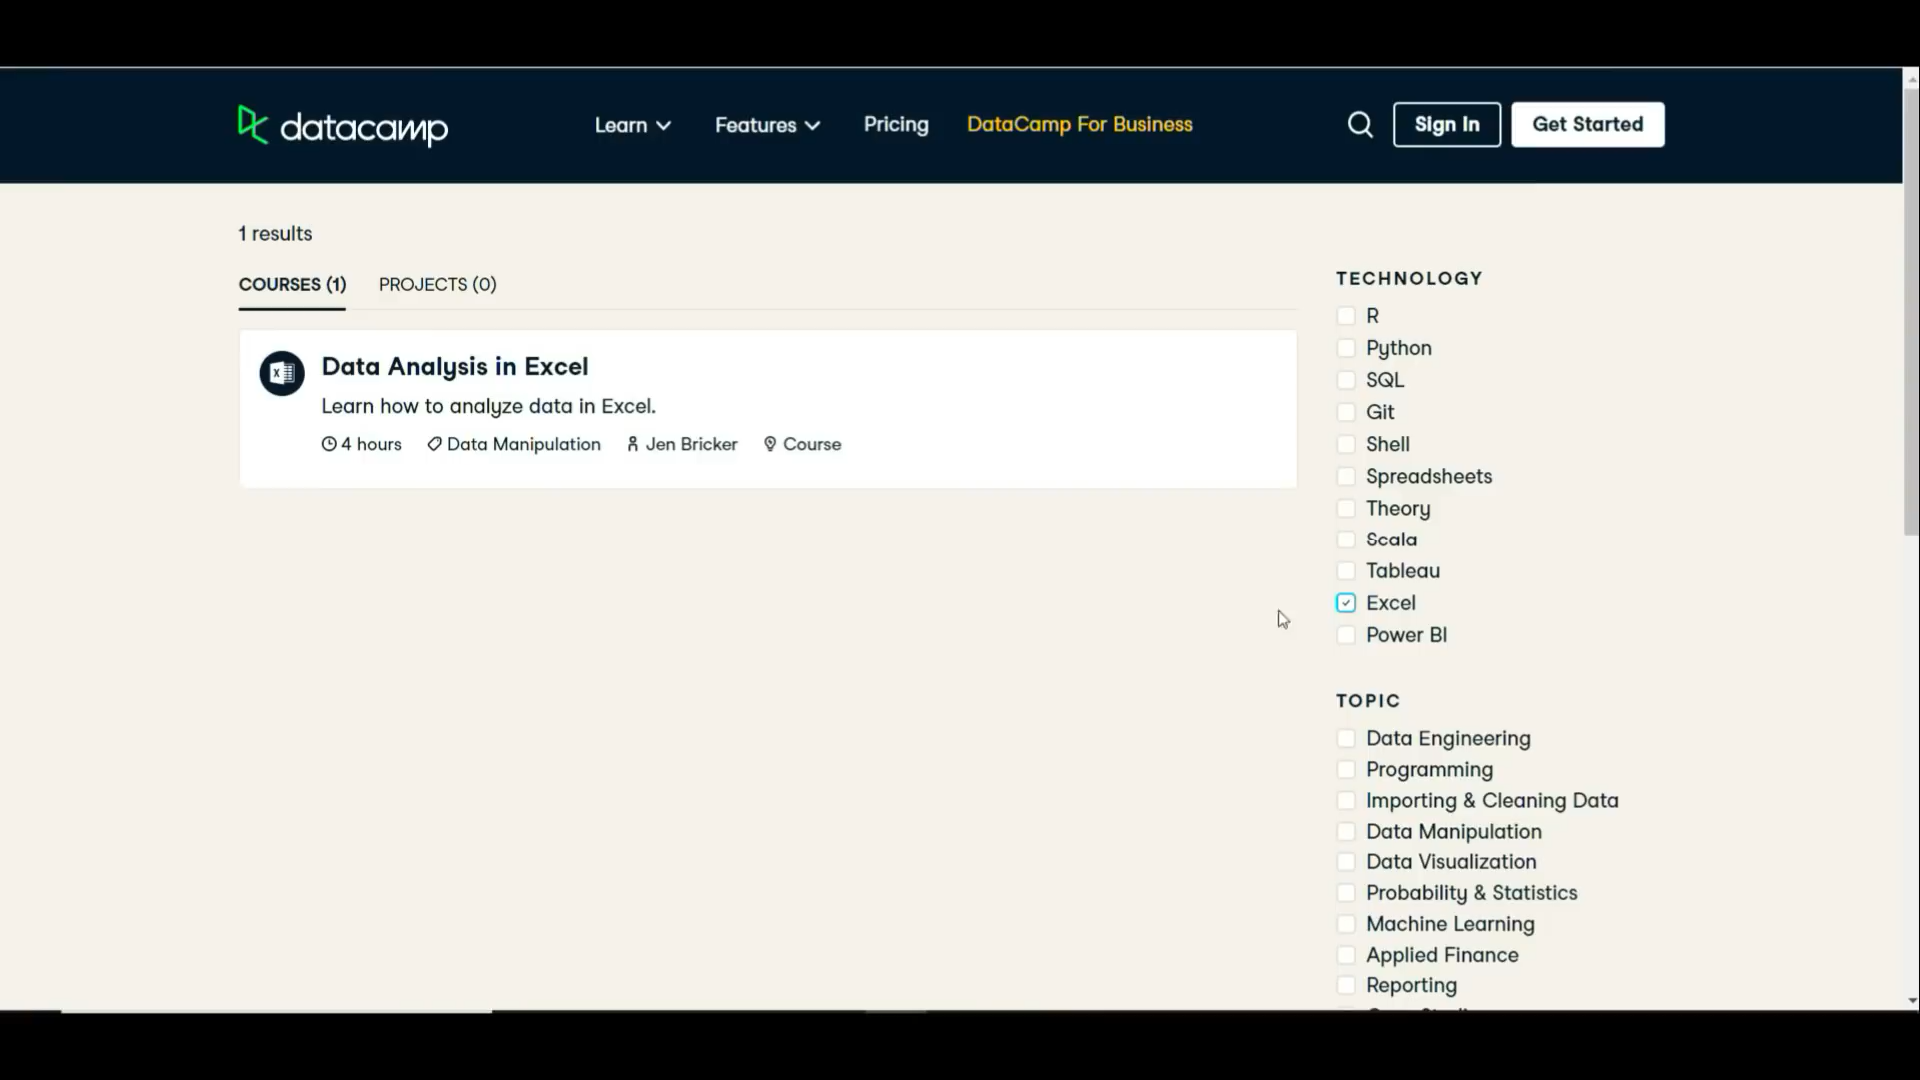 datacamp
Learn
Features
Pricing
DataCamp For Business
Sign In
Get Started
1 results
COURSES (1)
PROJECTS (0)
Data Analysis in Excel
Learn how to analyze data in Excel.
4 hours
Data Manipulation
Jen Bricker
Course
TECHNOLOGY
R
Python
SQL
Git
Shell
Spreadsheets
Theory
Scala
Tableau
Excel
Power BI
TOPIC
Data Engineering
Programming
Importing & Cleaning Data
Data Manipulation
Data Visualization
Probability & Statistics
Machine Learning
Applied Finance
Reporting